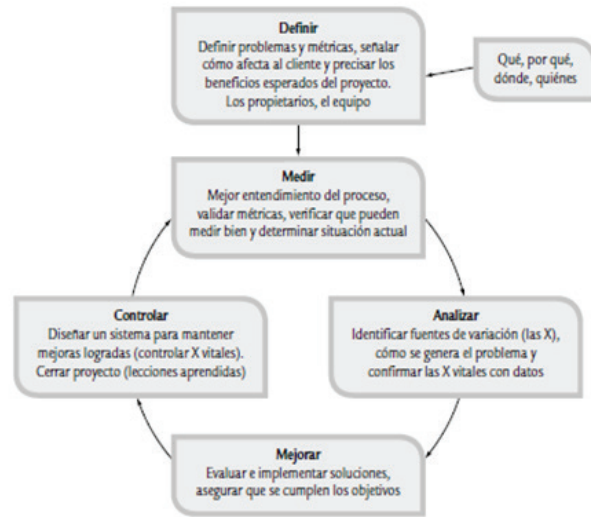 Definir
Definir problemas y métricas, señalar
cómo afecta al cliente y precisar los
beneficios esperados del proyecto.
Los propietarios, el equipo
Qué, por qué,
dónde, quiénes
Medir
Mejor entendimiento del proceso,
validar métricas, verificar que pueden
medir bien y determinar situación actual
Controlar
Diseñar un sistema para mantener
mejoras logradas (controlar X vitales).
Cerrar proyecto (lecciones aprendidas)
Analizar
Identificar fuentes de variación (las X),
cómo se genera el problema y
confirmar las X vitales con datos
Mejorar
Evaluar e implementar soluciones,
asegurar que se cumplen los objetivos